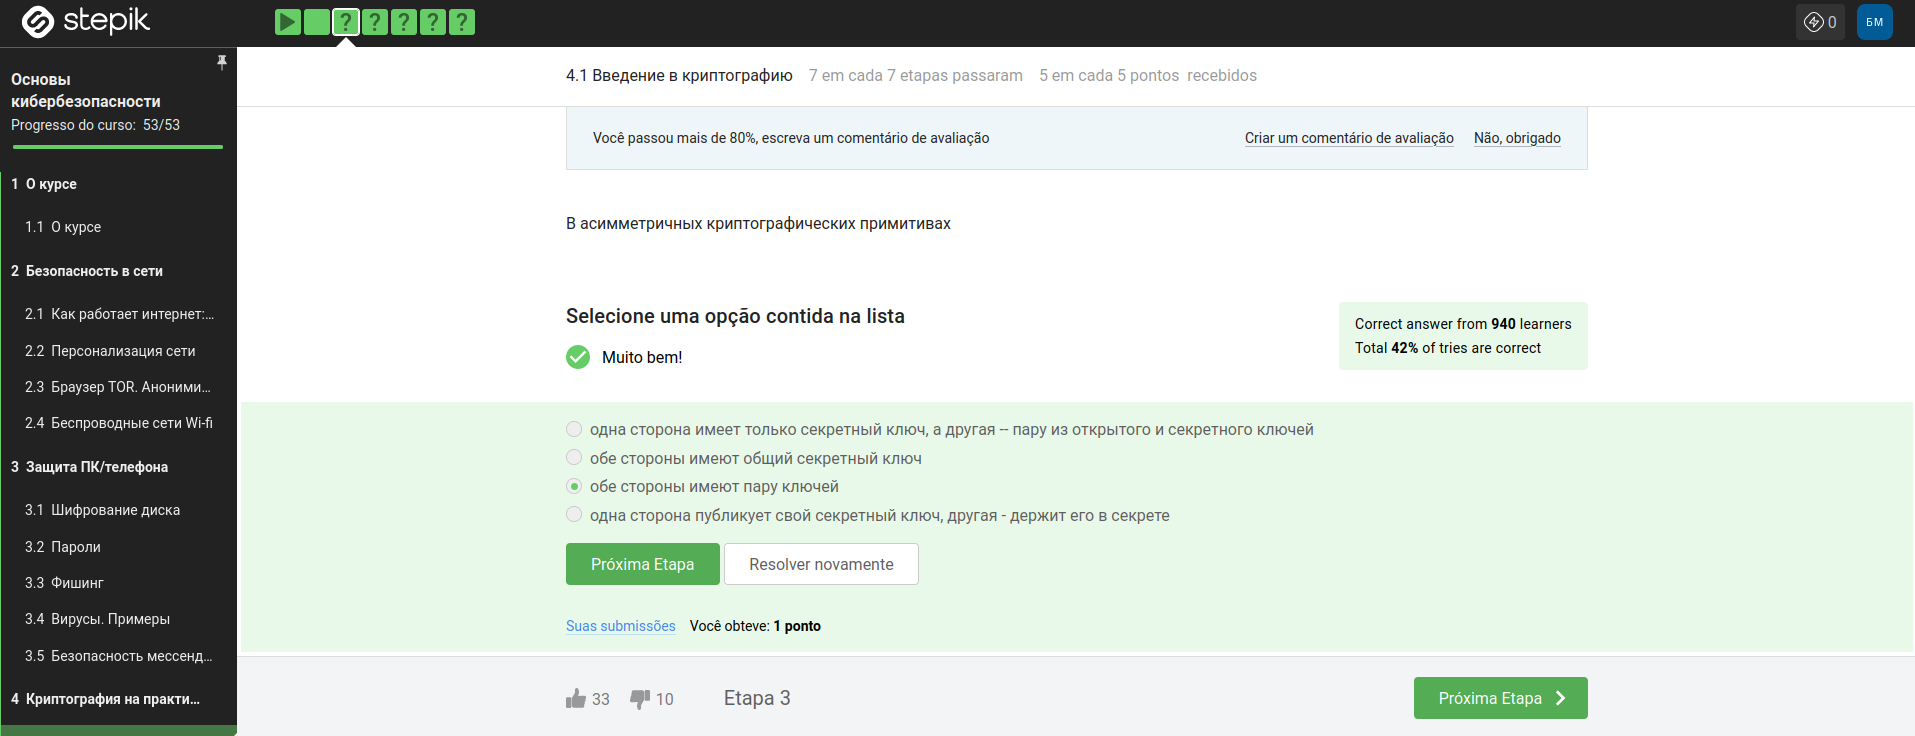 stepik
? ? ? ? ?
0
БМ
Основы
кибербезопасности
Progresso do curso: 53/53
1 О курсе
1.1 О курсе
2 Безопасность в сети
2.1 Как работает интернет:...
2.2 Персонализация сети
2.3 Браузер TOR. Аноними...
2.4 Беспроводные сети Wi-fi
3 Защита ПК/телефона
3.1 Шифрование диска
3.2 Пароли
3.3 Фишинг
3.4 Вирусы. Примеры
3.5 Безопасность мессенд...
4 Криптография на практи...
4.1 Введение в криптографию 7 em cada 7 etapas passaram 5 em cada 5 pontos recebidos
Você passou mais de 80%, escreva um comentário de avaliação
Criar um comentário de avaliação Não, obrigado
В асимметричных криптографических примитивах
Selecione uma opção contida na lista
Muito bem!
Correct answer from 940 learners
Total 42% of tries are correct
одна сторона имеет только секретный ключ, а другая -- пару из открытого и секретного ключей
обе стороны имеют общий секретный ключ
обе стороны имеют пару ключей
одна сторона публикует свой секретный ключ, другая - держит его в секрете
Próxima Etapa Resolver novamente
Suas submissões Você obteve: 1 ponto
33 10 Etapa 3
Próxima Etapa